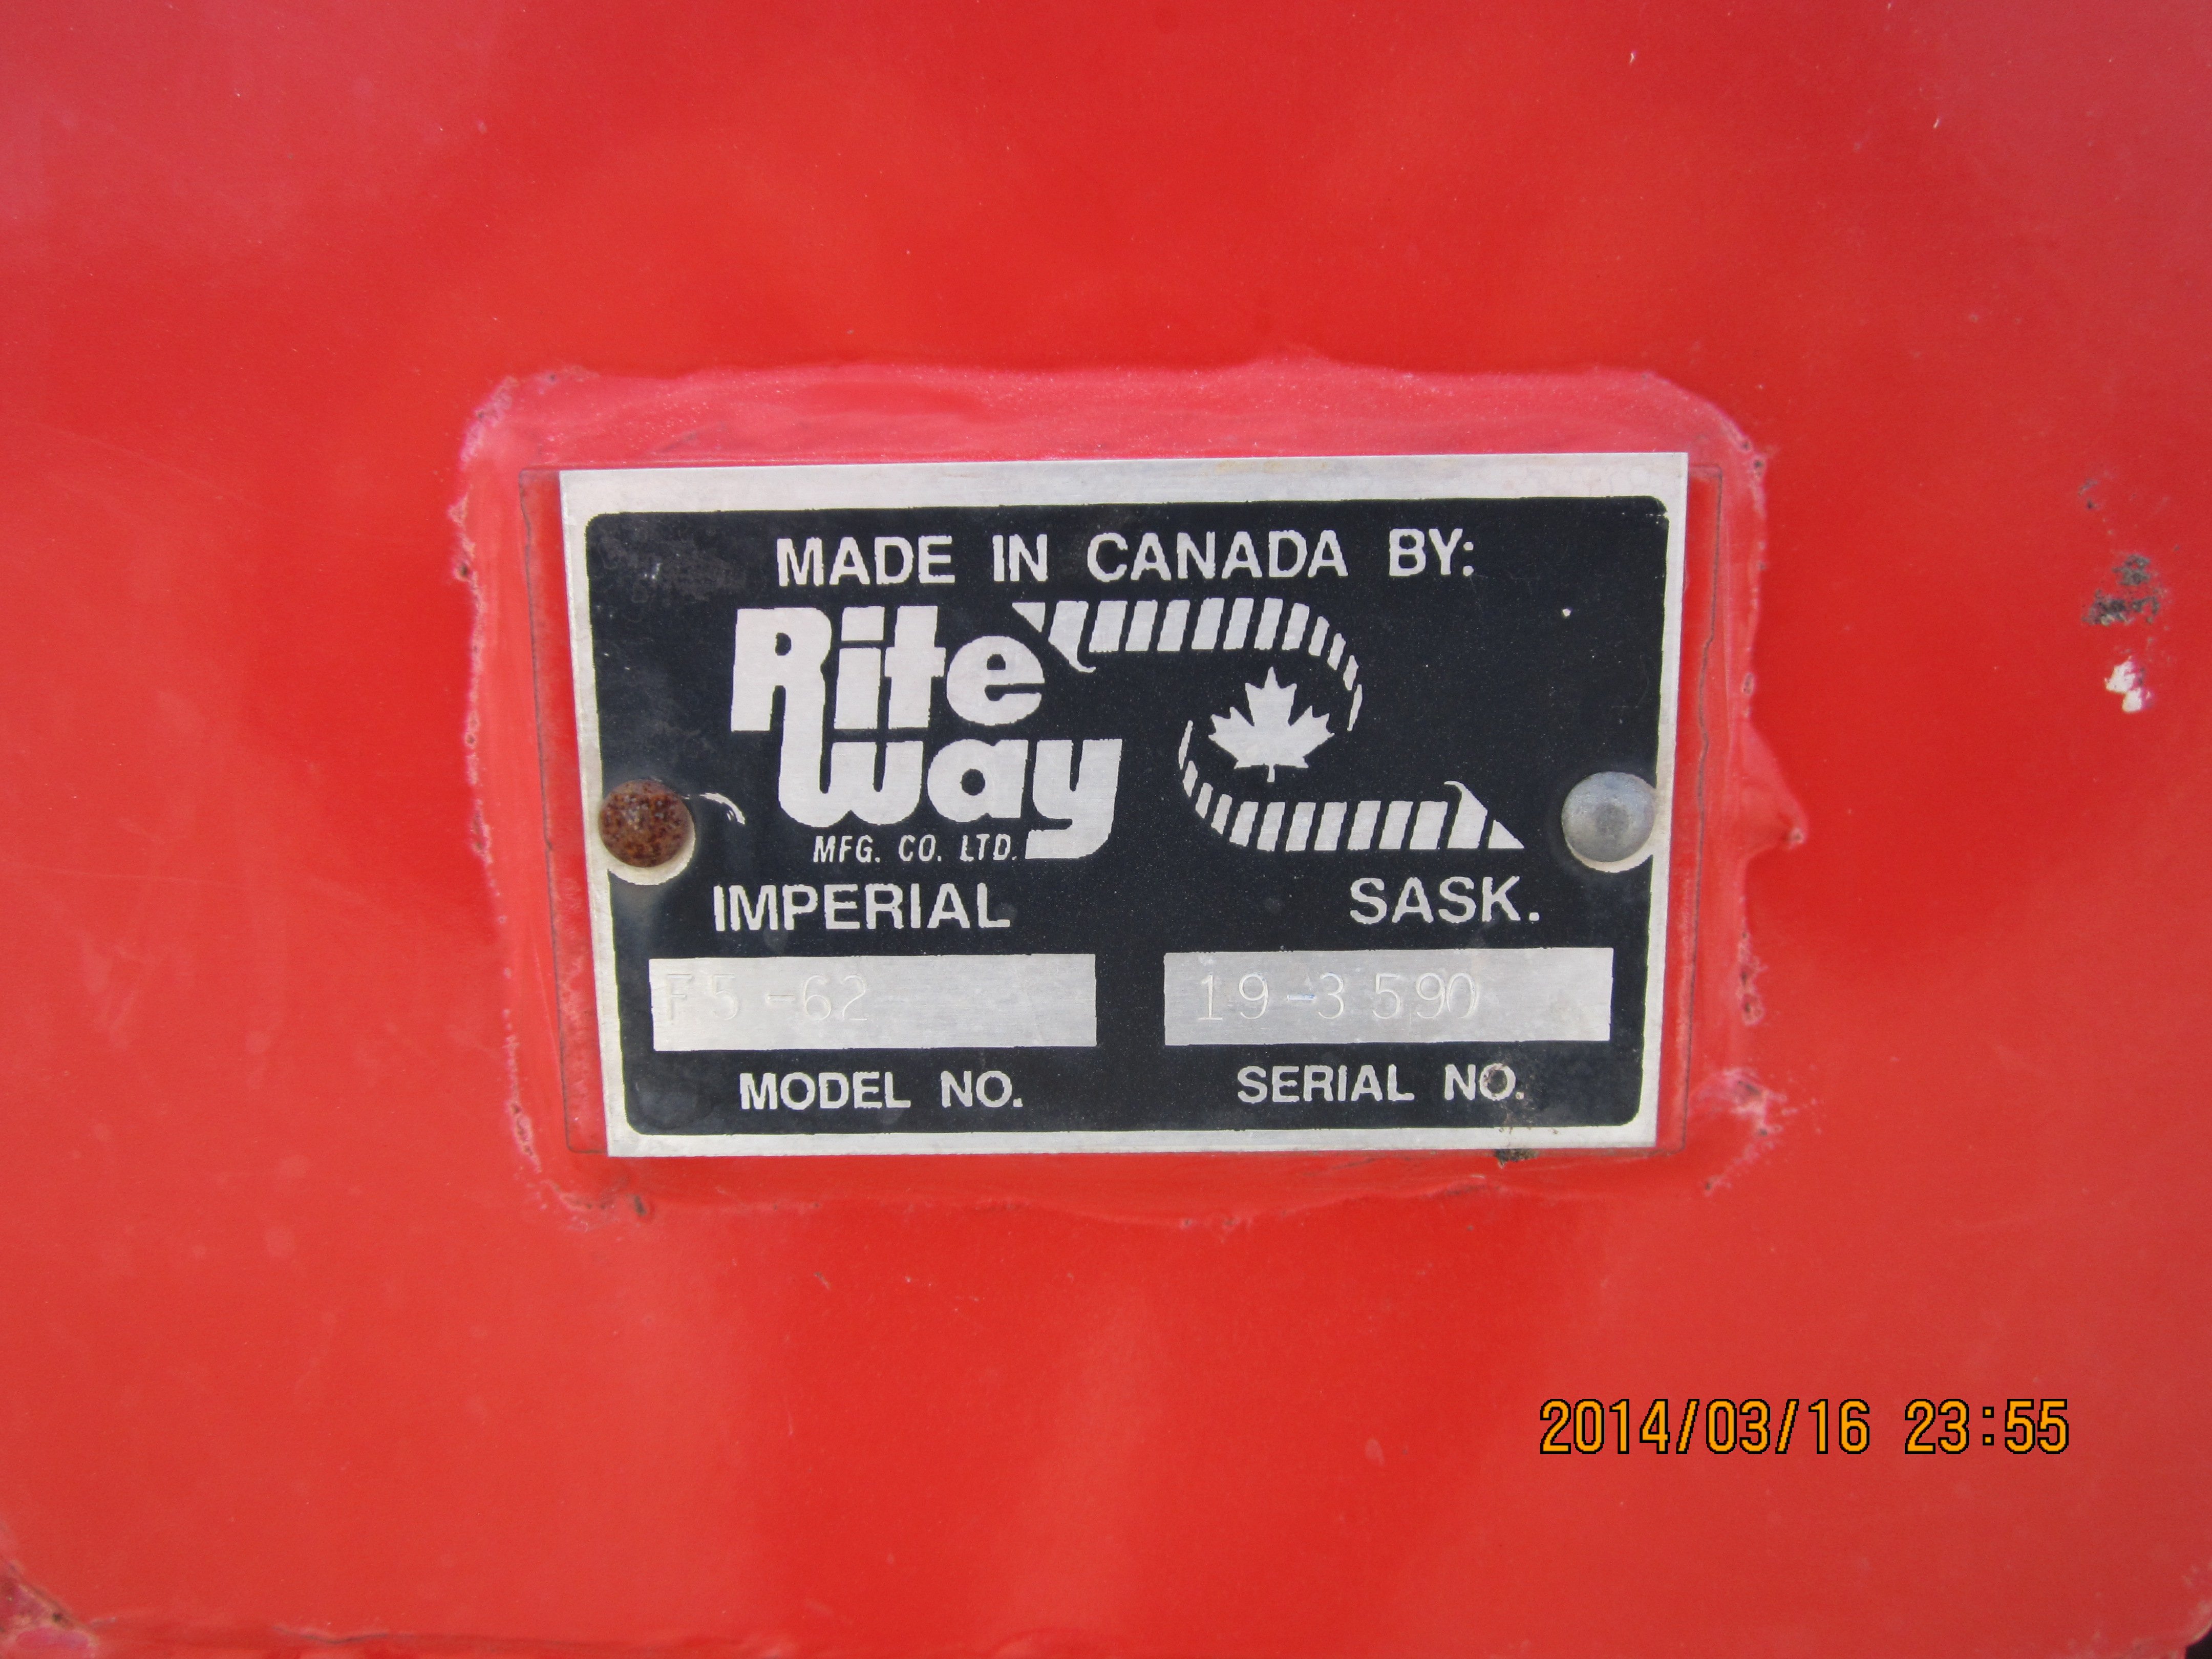 MADE IN CANADA BY:
Rite
Way
MFG. CO. LTD.
IMPERIAL SASK.
F5-62 19-3590
MODEL NO. SERIAL NO.
2014/03/16 23:55